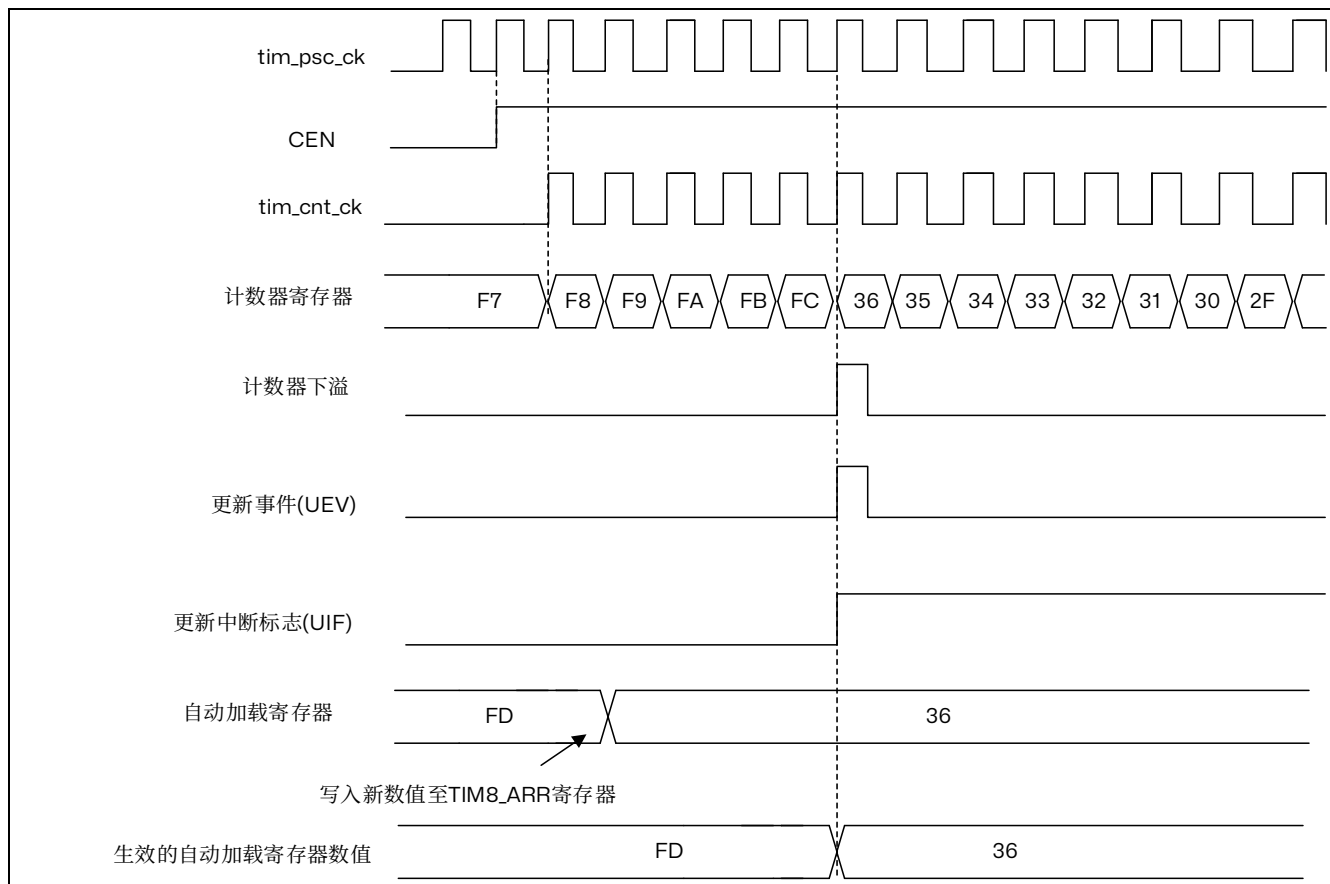 tim_psc_ck
CEN
tim_cnt_ck
计数器寄存器 F7 F8 F9 FA FB FC 36 35 34 33 32 31 30 2F
计数器下溢
更新事件(UEV)
更新中断标志(UIF)
自动加载寄存器 FD 36
写入新数值至TIM8_ARR寄存器
生效的自动加载寄存器数值 FD 36